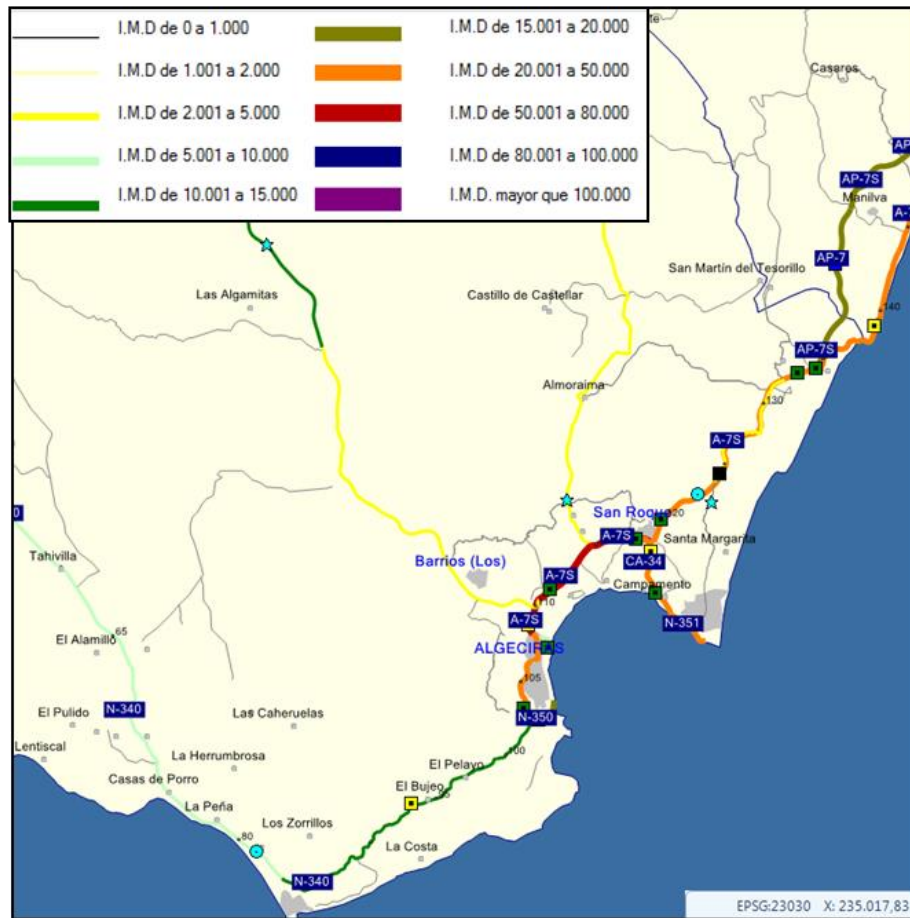 I.M.D de 0 a 1.000
I.M.D de 15.001 a 20.000
I.M.D de 1.001 a 2.000
I.M.D de 20.001 a 50.000
I.M.D de 2.001 a 5.000
I.M.D de 50.001 a 80.000
I.M.D de 5.001 a 10.000
I.M.D de 80.001 a 100.000
I.M.D de 10.001 a 15.000
I.M.D. mayor que 100.000
te
Casares
AP-
AP-7S
Manilva
A-7
AP-7
San Martín del Tesorillo
Las Algamitas
Castillo de Castellar
140
AP-7S
Almoraima
130
A-7S
San Roque
120
0
A-7S
Santa Margarita
Tahivilla
Barrios (Los)
CA-34
A-7S
Campamento
110
A-7S
N-351
65
El Alamillo
ALGECIRAS
105
N-340
El Pulido
Las Caheruelas
N-350
Lentiscal
La Herrumbrosa
100
El Pelayo
Casas de Porro
El Bujeo
95
La Peña
Los Zorrillos
80
La Costa
N-340
EPSG:23030 X: 235.017,83